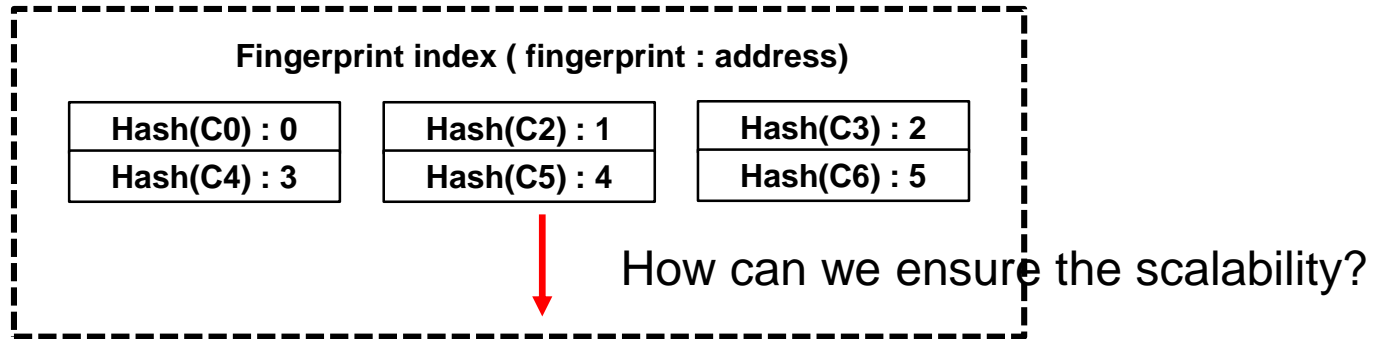 Fingerprint index ( fingerprint : address)
Hash(C0) : 0
Hash(C4) : 3
Hash(C2) : 1
Hash(C5) : 4
Hash(C3) : 2
Hash(C6) : 5
How can we ensure the scalability?